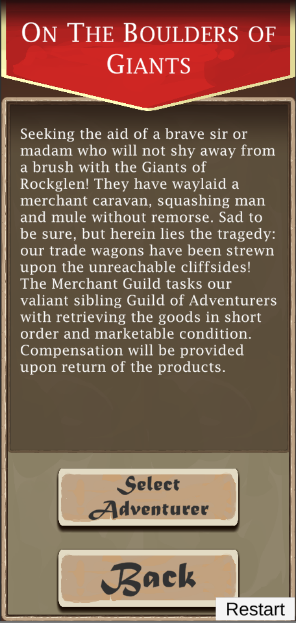 On The Boulders of
Giants
Seeking the aid of a brave sir or
madam who will not shy away from
a brush with the Giants of
Rockglen! They have waylaid a
merchant caravan, squashing man
and mule without remorse. Sad to
be sure, but herein lies the tragedy:
our trade wagons have been strewn
upon the unreachable cliffsides!
The Merchant Guild tasks our
valiant sibling Guild of Adventurers
with retrieving the goods in short
order and marketable condition.
Compensation will be provided
upon return of the products.
Select
Adventurer
Back
Restart